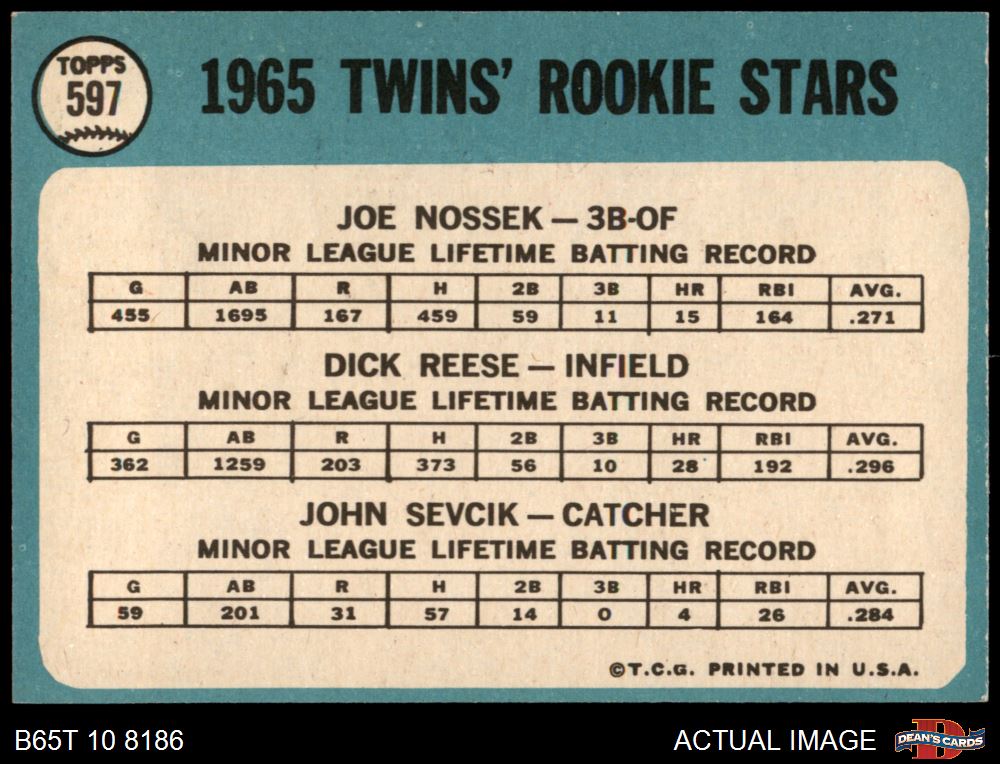 TOPPS
597
1965 TWINS' ROOKIE STARS
JOE NOSSEK — 3B-OF
MINOR LEAGUE LIFETIME BATTING RECORD
G AB R H 2B 3B HR RBI AVG.
455 1695 167 459 59 11 15 164 .271
DICK REESE — INFIELD
MINOR LEAGUE LIFETIME BATTING RECORD
G AB R H 2B 3B HR RBI AVG.
362 1259 203 373 56 10 28 192 .296
JOHN SEVCIK — CATCHER
MINOR LEAGUE LIFETIME BATTING RECORD
G AB R H 2B 3B HR RBI AVG.
59 201 31 57 14 0 4 26 .284
©T.C.G. PRINTED IN U.S.A.
B65T 10 8186
ACTUAL IMAGE
D
DEAN'S CARDS